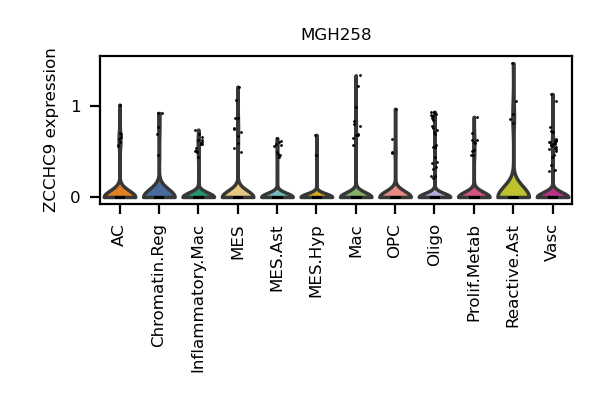 MGH258
ZCCHC9 expression
1
0
AC
Chromatin.Reg
Inflammatory.Mac
MES
MES.Ast
MES.Hyp
Mac
OPC
Oligo
Prolif.Metab
Reactive.Ast
Vasc